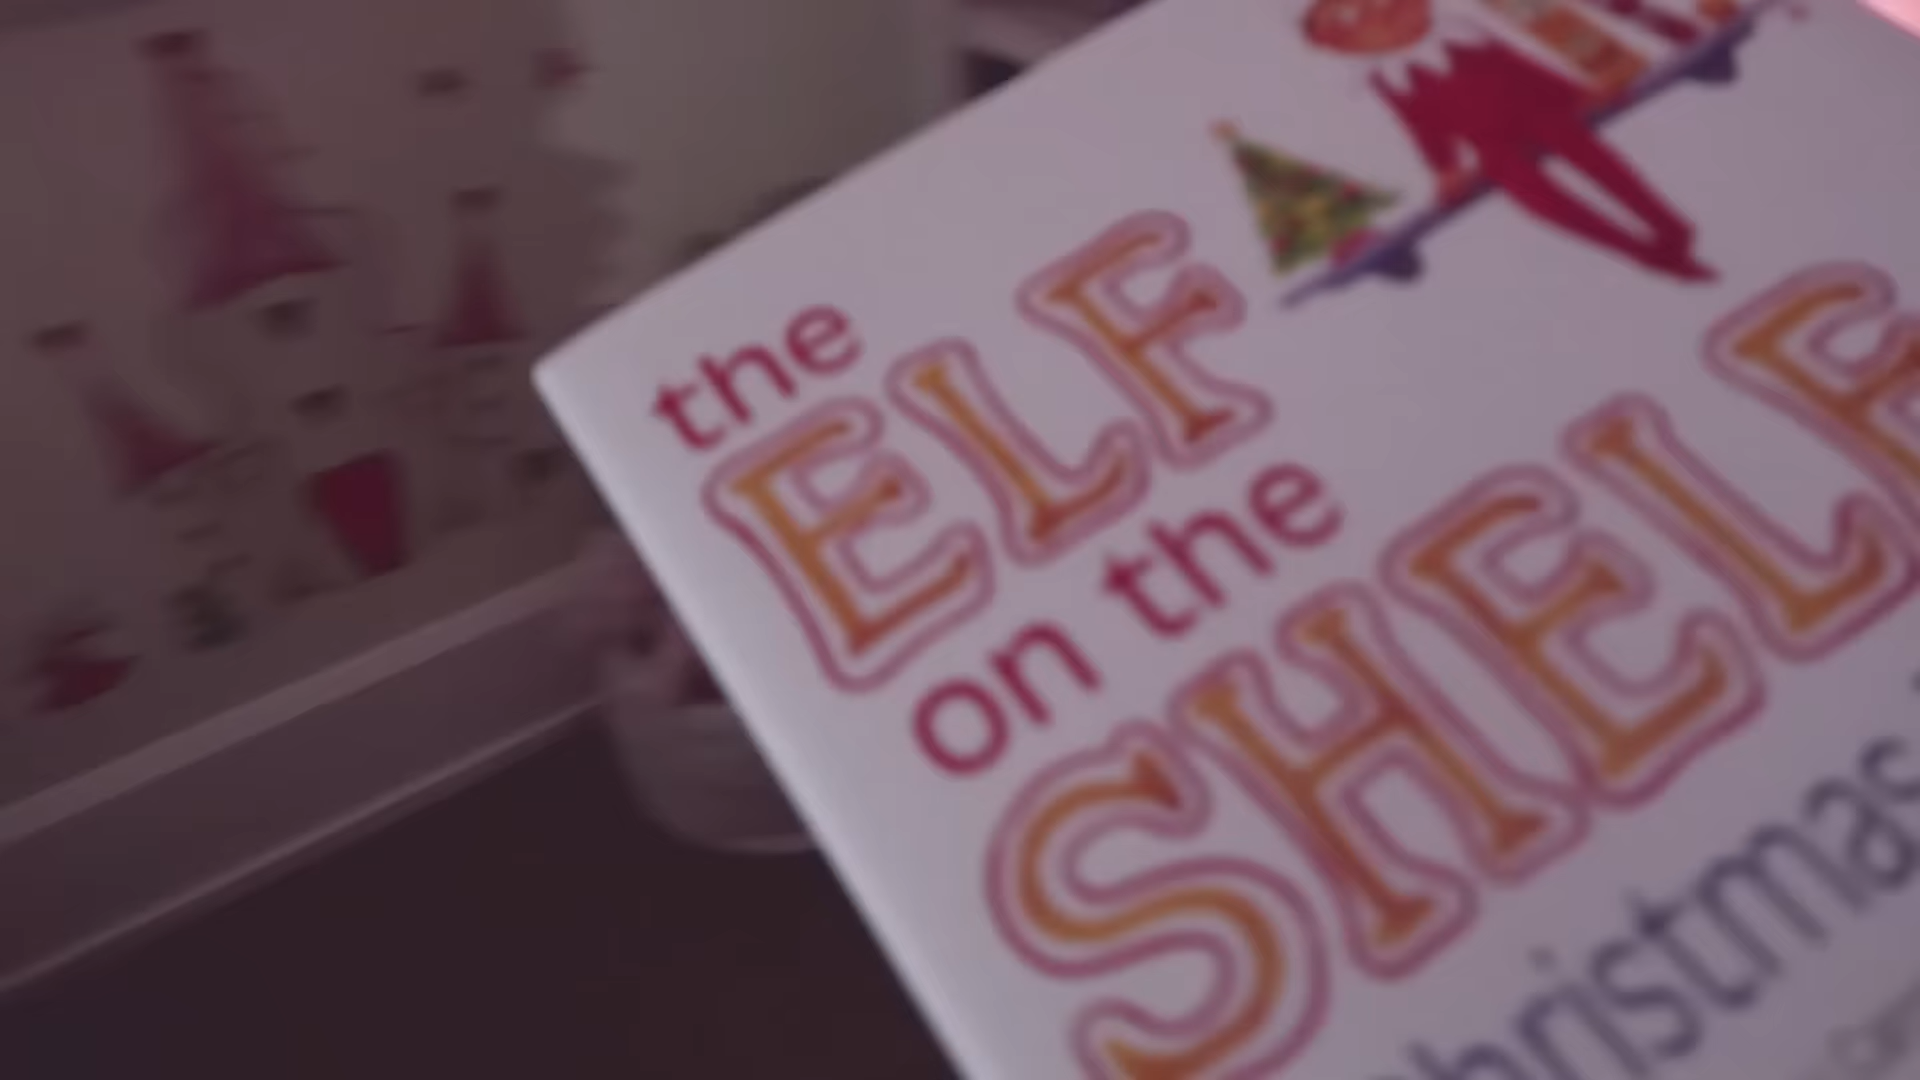 the
ELF
on the
SHELF
christmas